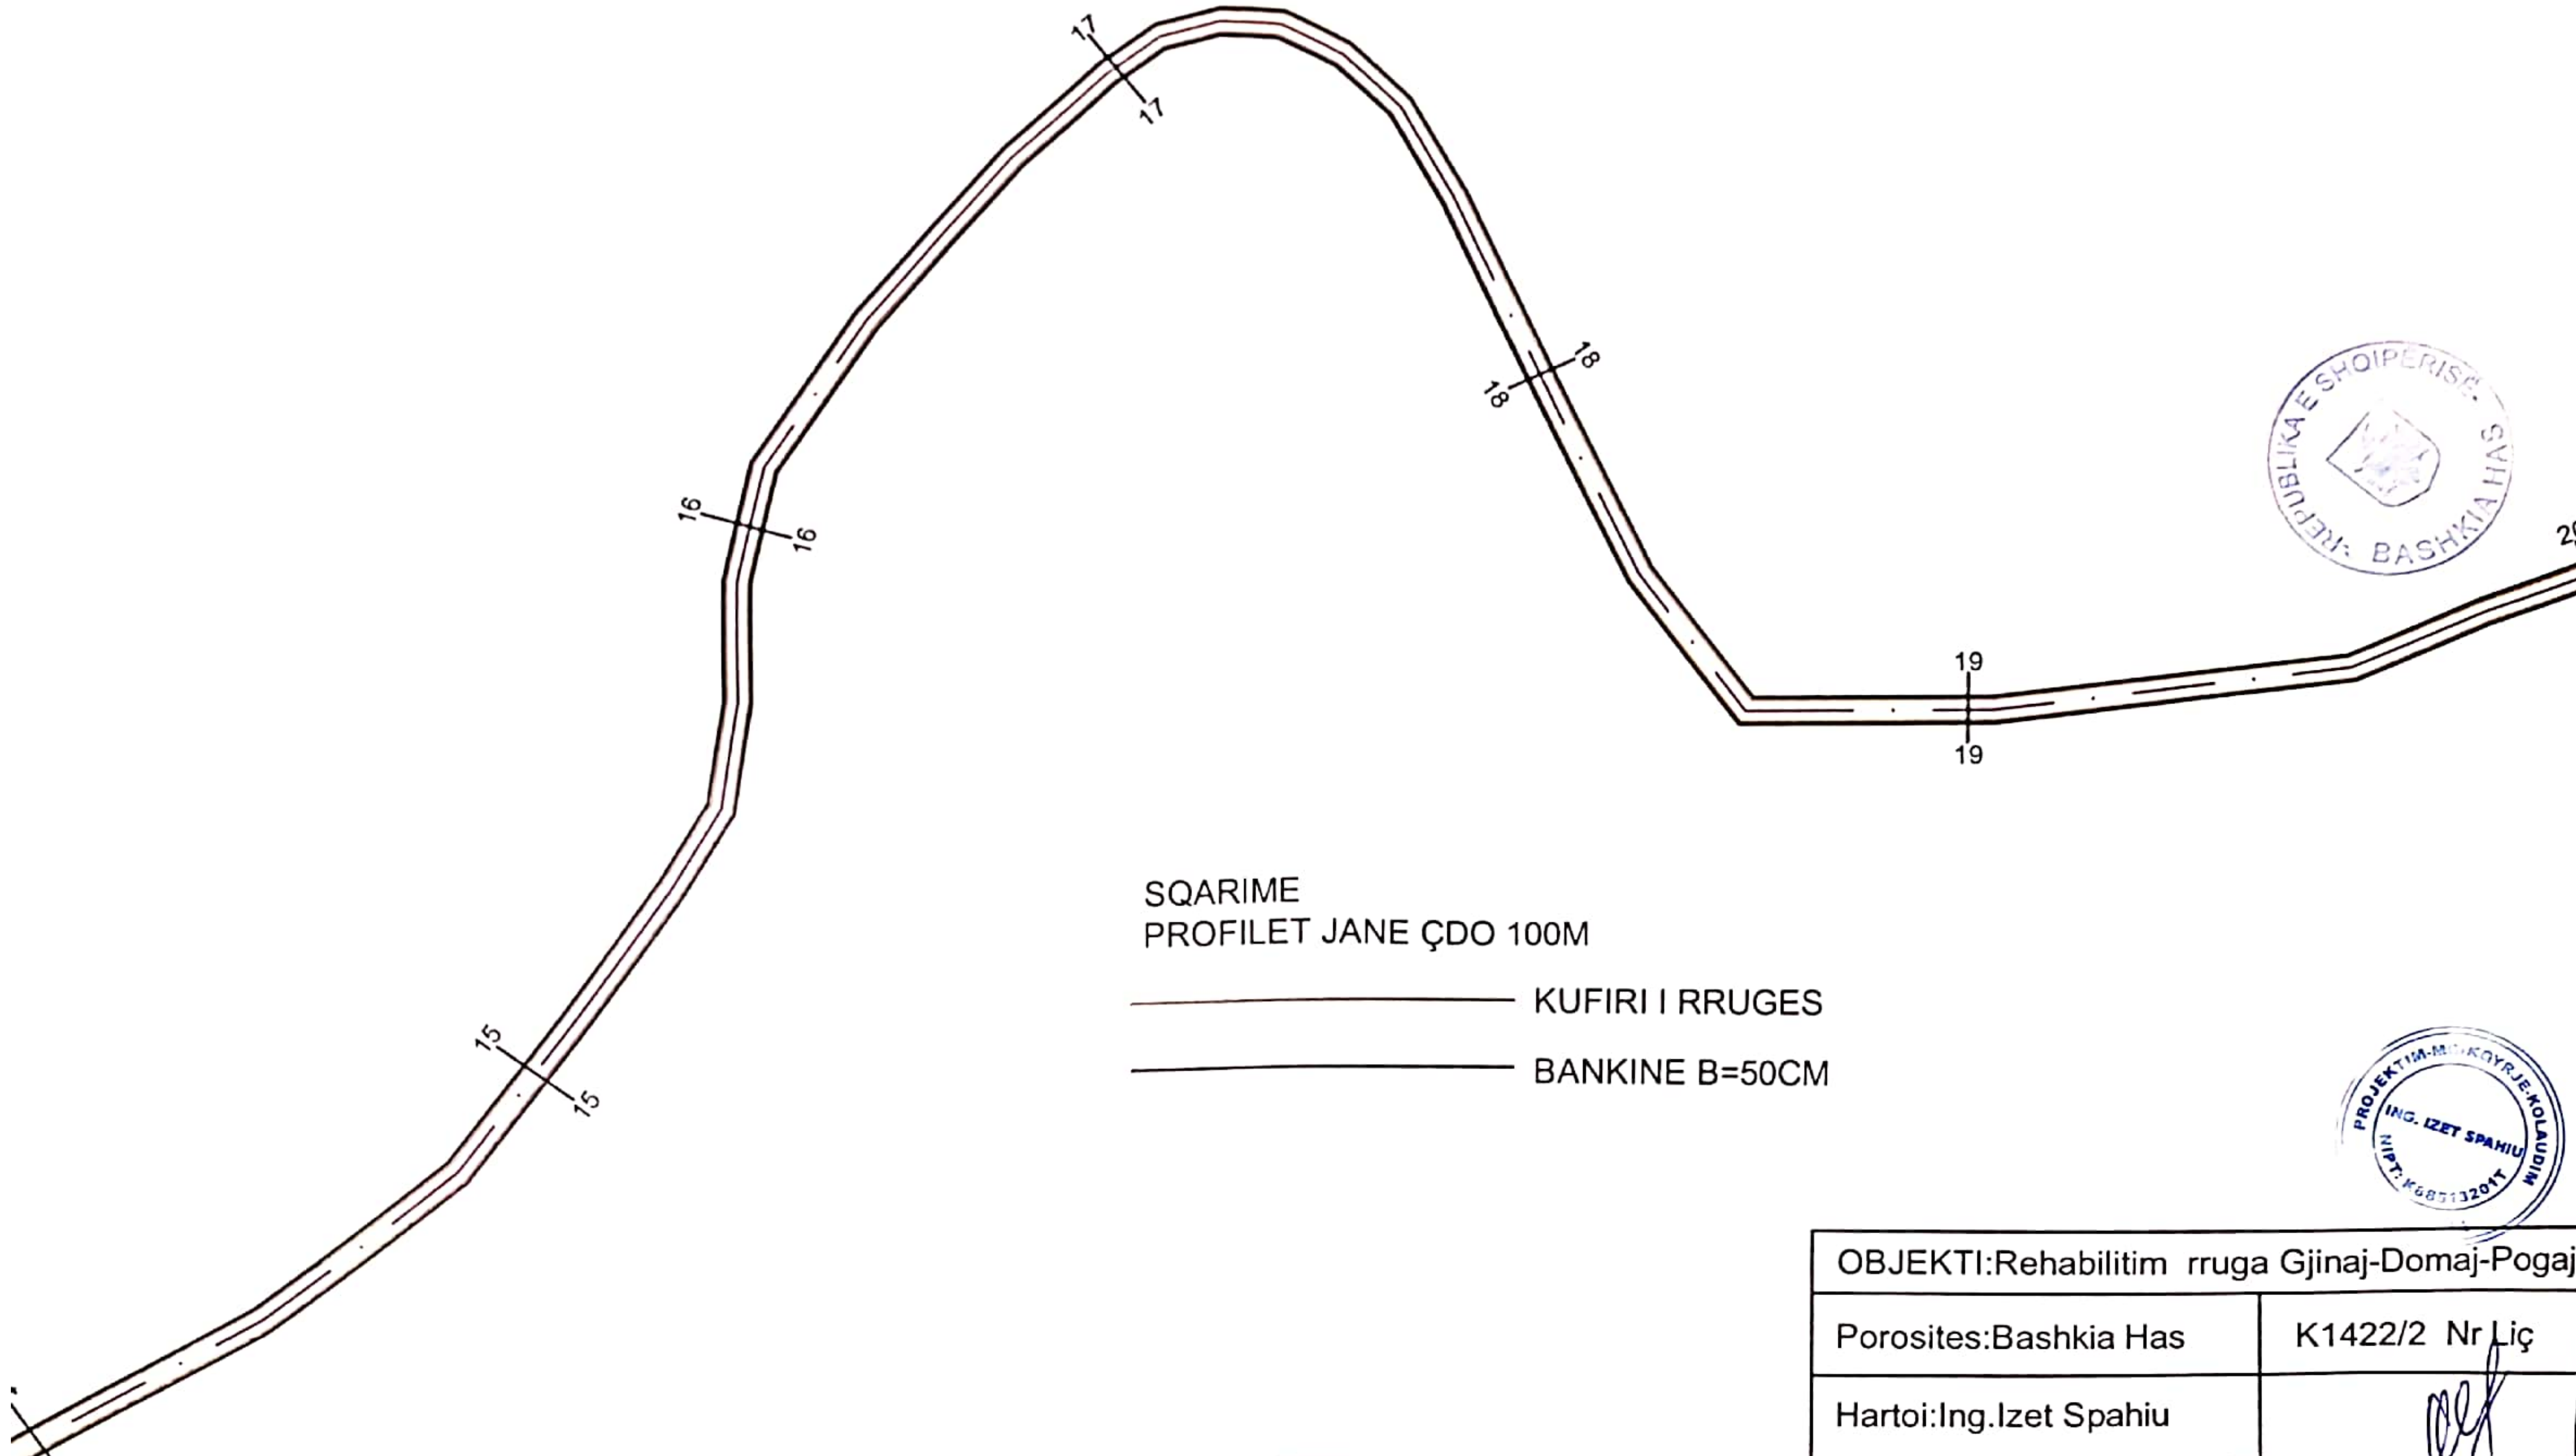 17
17
18
18
REPUBLIKA E SHQIPËRISË
BASHKIA HAS
16
16
19
19
SQARIME
PROFILET JANE ÇDO 100M
KUFIRI I RRUGES
BANKINE B=50CM
15
15
ING. IZET SPAHIU
NIPT:
OBJEKTI:Rehabilitim rruga Gjinaj-Domaj-Pogaj
Porosites:Bashkia Has
K1422/2 Nr Liç
Hartoi:Ing.Izet Spahiu